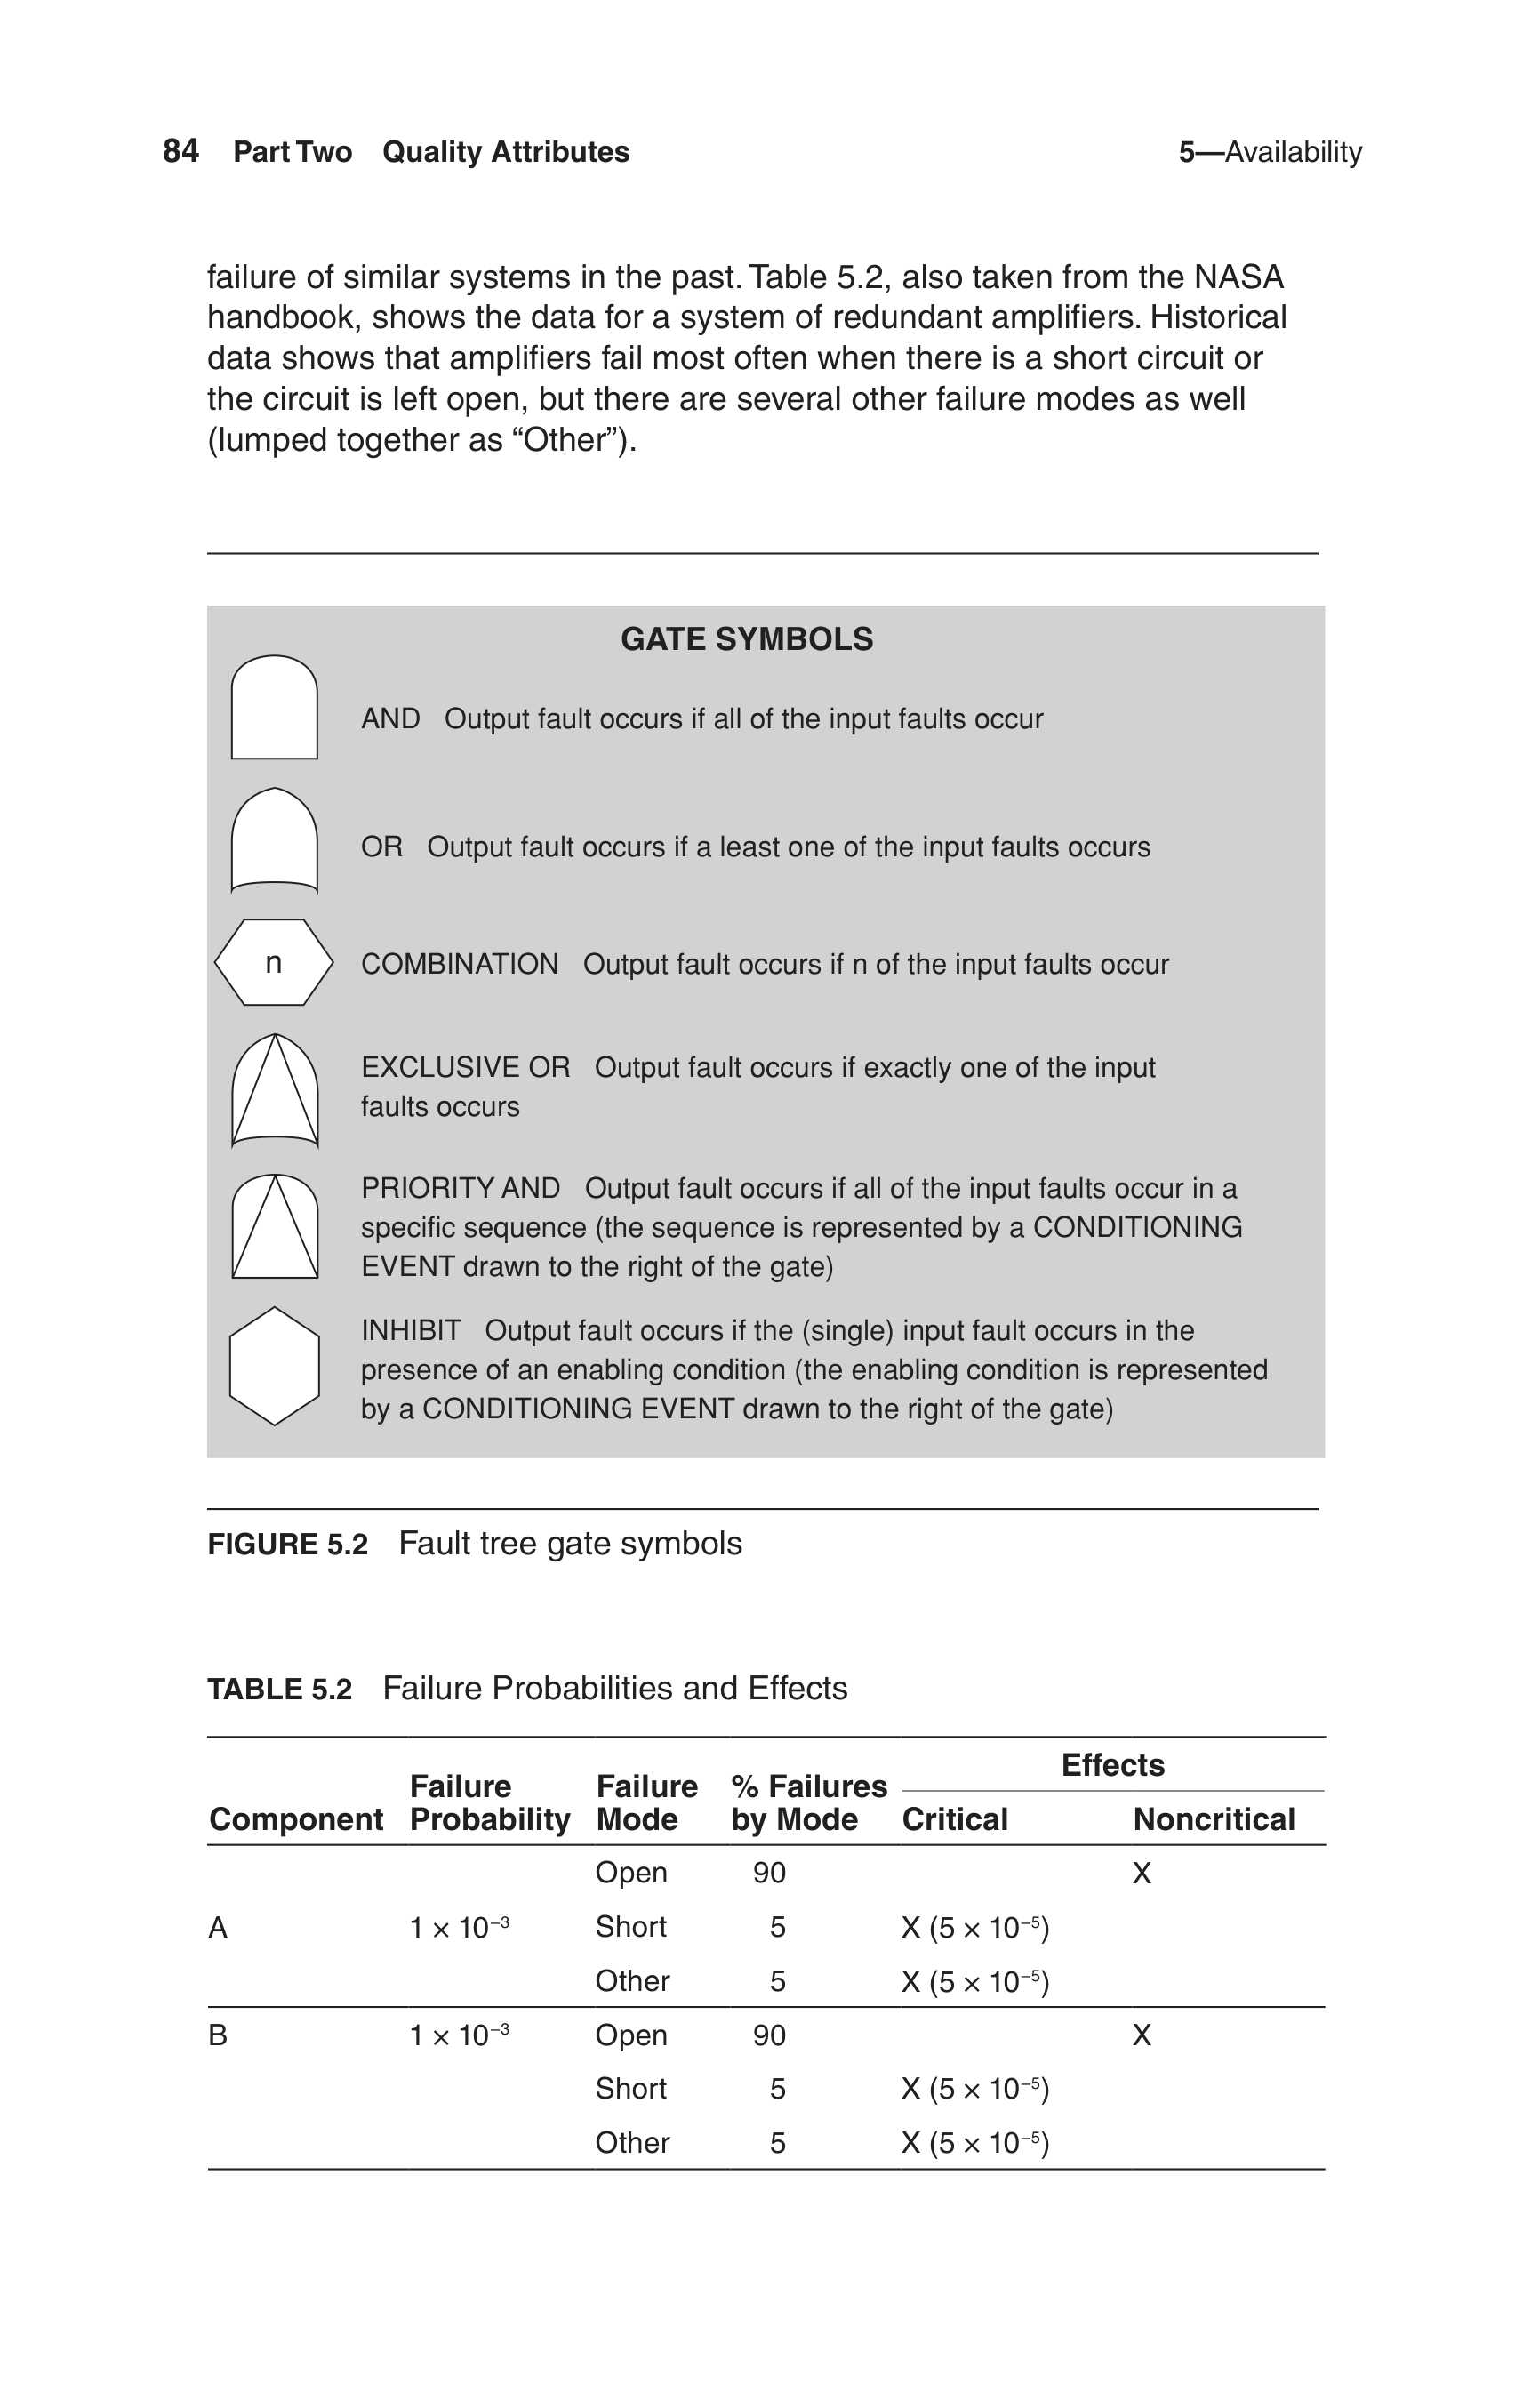 84 Part Two Quality Attributes 5—Availability
failure of similar systems in the past. Table 5.2, also taken from the NASA
handbook, shows the data for a system of redundant amplifiers. Historical
data shows that amplifiers fail most often when there is a short circuit or
the circuit is left open, but there are several other failure modes as well
(lumped together as “Other”).
GATE SYMBOLS
AND Output fault occurs if all of the input faults occur
OR Output fault occurs if a least one of the input faults occurs
n COMBINATION Output fault occurs if n of the input faults occur
EXCLUSIVE OR Output fault occurs if exactly one of the input
faults occurs
PRIORITY AND Output fault occurs if all of the input faults occur in a
specific sequence (the sequence is represented by a CONDITIONING
EVENT drawn to the right of the gate)
INHIBIT Output fault occurs if the (single) input fault occurs in the
presence of an enabling condition (the enabling condition is represented
by a CONDITIONING EVENT drawn to the right of the gate)
FIGURE 5.2 Fault tree gate symbols
TABLE 5.2 Failure Probabilities and Effects
Effects
Failure Failure % Failures
Component Probability Mode by Mode Critical Noncritical
Open 90 X
A 1 × 10⁻³ Short 5 X (5 × 10⁻⁵)
Other 5 X (5 × 10⁻⁵)
B 1 × 10⁻³ Open 90 X
Short 5 X (5 × 10⁻⁵)
Other 5 X (5 × 10⁻⁵)